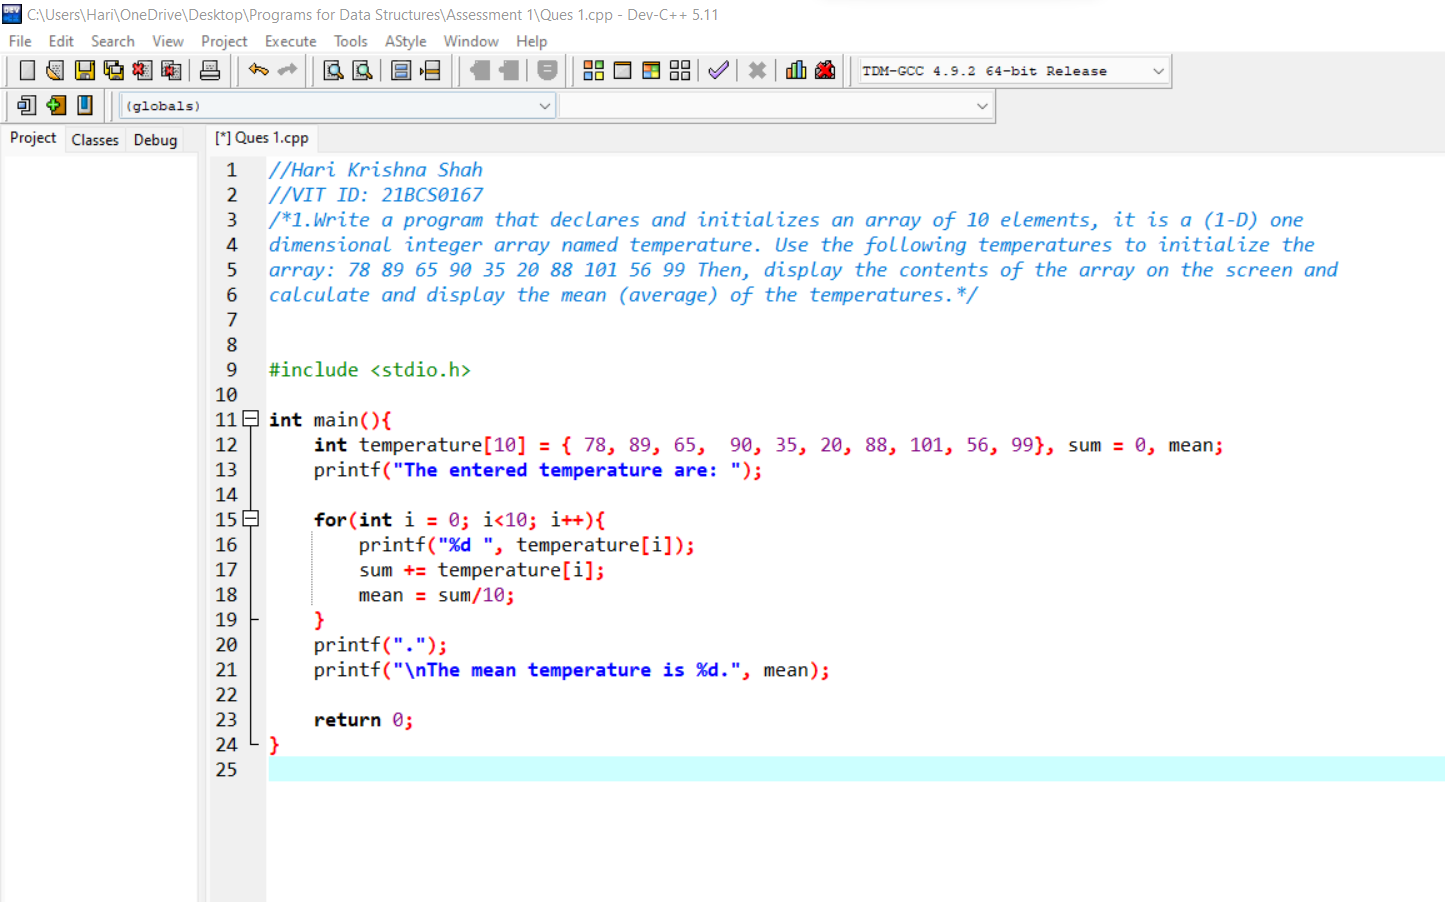 C:\Users\Hari\OneDrive\Desktop\Programs for Data Structures\Assessment 1\Ques 1.cpp - Dev-C++ 5.11
File Edit Search View Project Execute Tools AStyle Window Help
TDM-GCC 4.9.2 64-bit Release
(globals)
Project Classes Debug [*] Ques 1.cpp
1 //Hari Krishna Shah
2 //VIT ID: 21BCS0167
3 /*1.Write a program that declares and initializes an array of 10 elements, it is a (1-D) one
4 dimensional integer array named temperature. Use the following temperatures to initialize the
5 array: 78 89 65 90 35 20 88 101 56 99 Then, display the contents of the array on the screen and
6 calculate and display the mean (average) of the temperatures.*/
7
8
9 #include <stdio.h>
10
11 int main(){
12     int temperature[10] = { 78, 89, 65,  90, 35, 20, 88, 101, 56, 99}, sum = 0, mean;
13     printf("The entered temperature are: ");
14
15     for(int i = 0; i<10; i++){
16         printf("%d ", temperature[i]);
17         sum += temperature[i];
18         mean = sum/10;
19     }
20     printf(".");
21     printf("\nThe mean temperature is %d.", mean);
22
23     return 0;
24 }
25